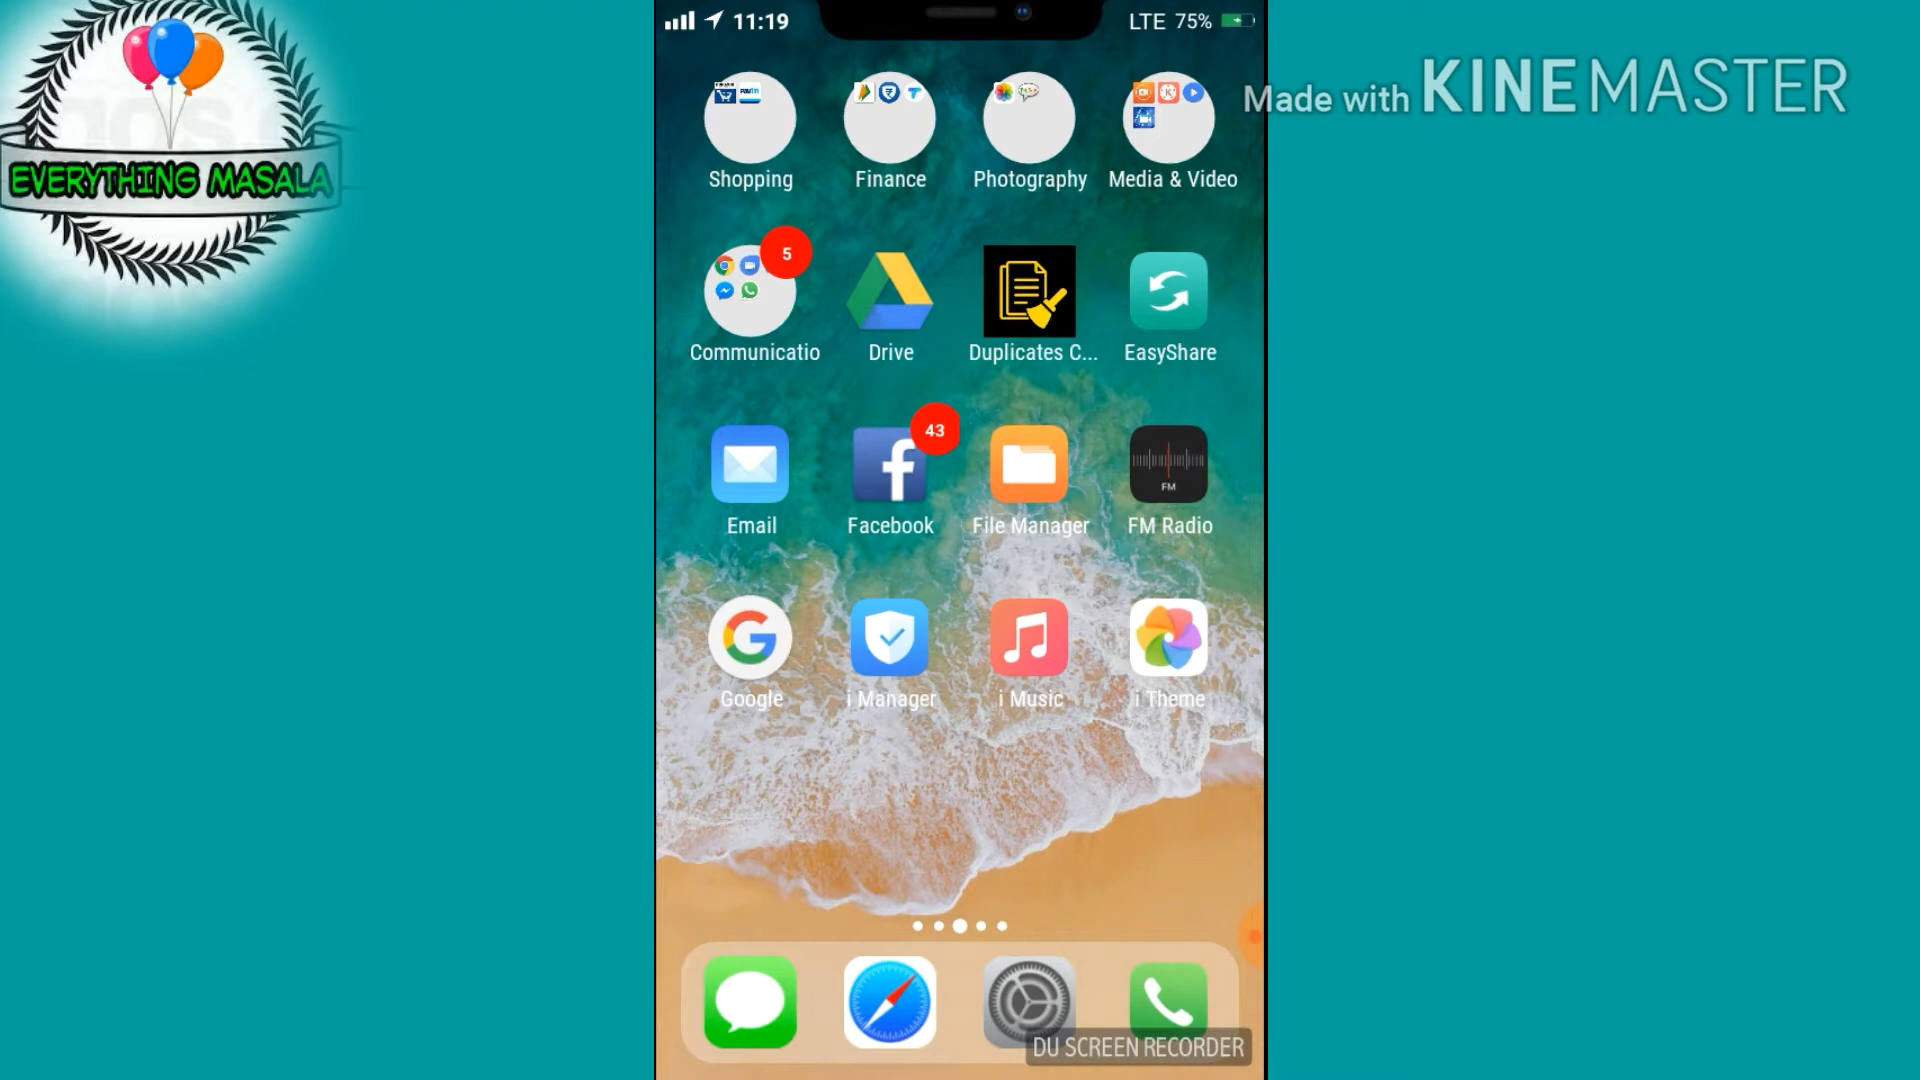 11:19
LTE 75%
EVERYTHING MASALA
Made with KINEMASTER
Shopping
Finance
Photography
Media & Video
5
Communicatio
Drive
Duplicates C...
EasyShare
43
FM
Email
Facebook
File Manager
FM Radio
Google
i Manager
i Music
i Theme
DU SCREEN RECORDER